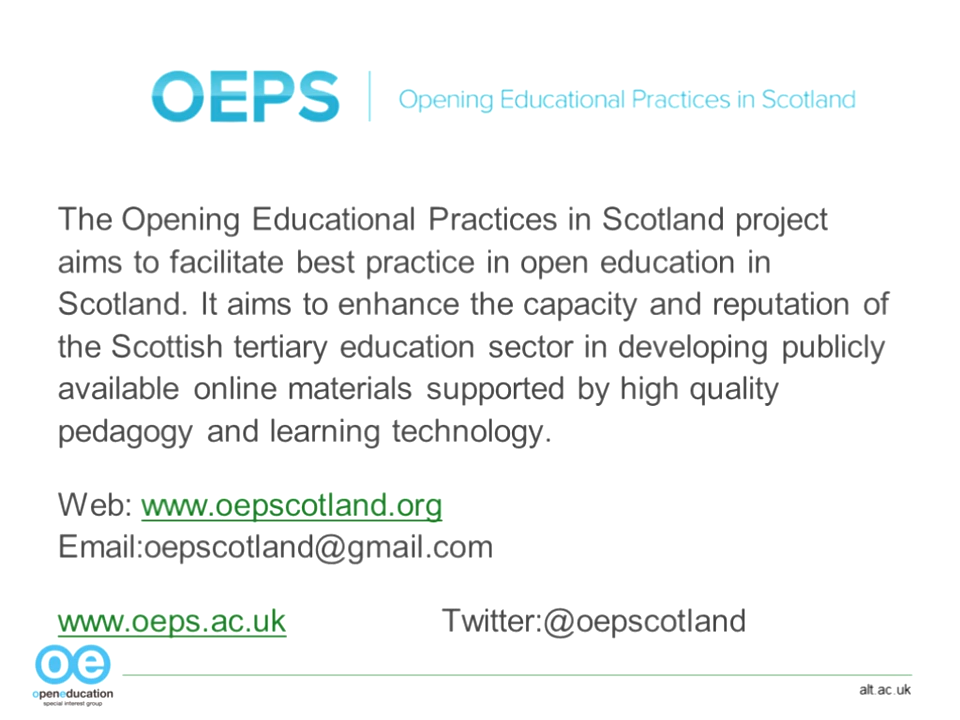 OEPS | Opening Educational Practices in Scotland
The Opening Educational Practices in Scotland project
aims to facilitate best practice in open education in
Scotland. It aims to enhance the capacity and reputation of
the Scottish tertiary education sector in developing publicly
available online materials supported by high quality
pedagogy and learning technology.
Web: www.oepscotland.org
Email:oepscotland@gmail.com
www.oeps.ac.uk Twitter:@oepscotland
oe
openeducation
special interest group
alt.ac.uk